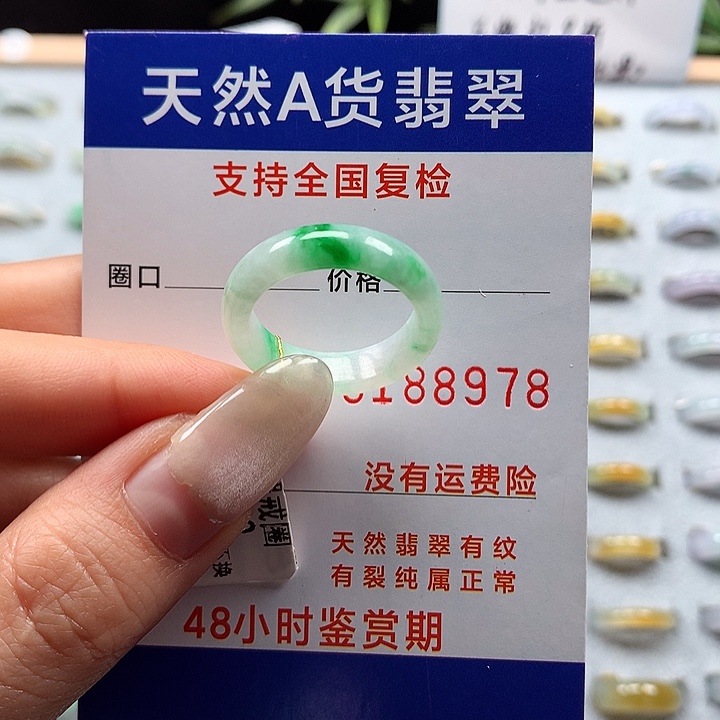 天然A货翡翠
支持全国复检
圈口 价格
188978
没有运费险
天然翡翠有纹
有裂纯属正常
48小时鉴赏期